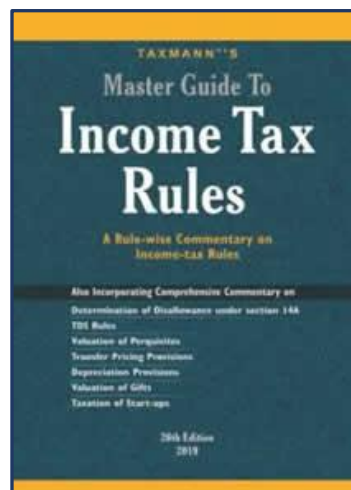 TAXMANN''S
Master Guide To
Income Tax
Rules
A Rule-wise Commentary on
Income-tax Rules
Also Incorporating Comprehensive Commentary on
Determination of Disallowance under section 14A
TDS Rules
Valuation of Perquisites
Transfer Pricing Provisions
Depreciation Provisions
Valuation of Gifts
Taxation of Start-ups
26th Edition
2019